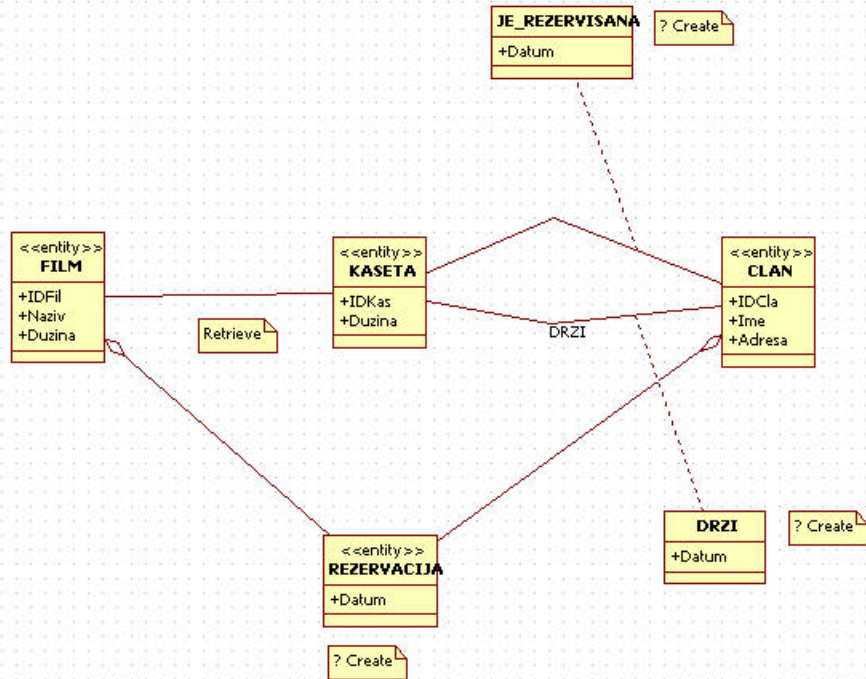 JE_REZERVISANA
+Datum
? Create
<<entity>>
FILM
+IDFil
+Naziv
+Duzina
Retrieve
<<entity>>
KASETA
+IDKas
+Duzina
DRZI
<<entity>>
CLAN
+IDCla
+Ime
+Adresa
<<entity>>
REZERVACIJA
+Datum
? Create
DRZI
+Datum
? Create